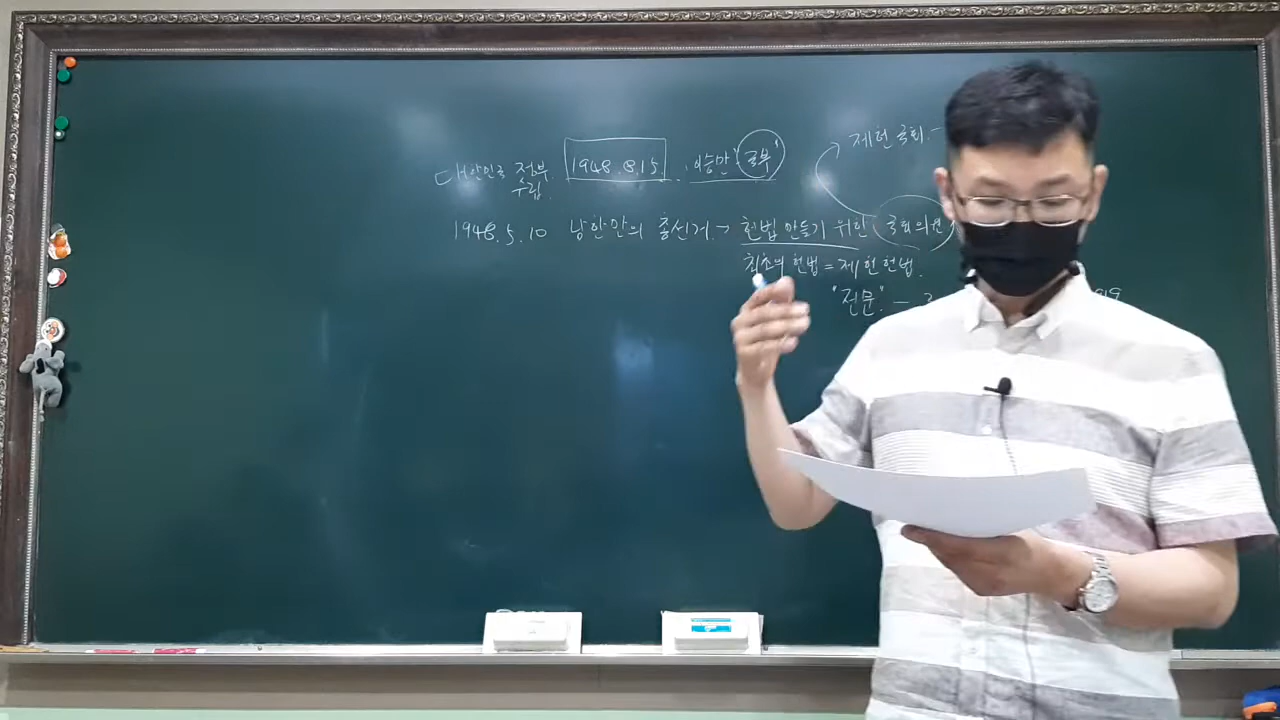 제헌국회. -
대한민국 정부 수립. 1948.8.15. 이승만 '국부'
1948.5.10 남한만의 총선거. → 헌법 만들기 위한 국회의원
최초의 헌법 = 제헌헌법.
"전문". -